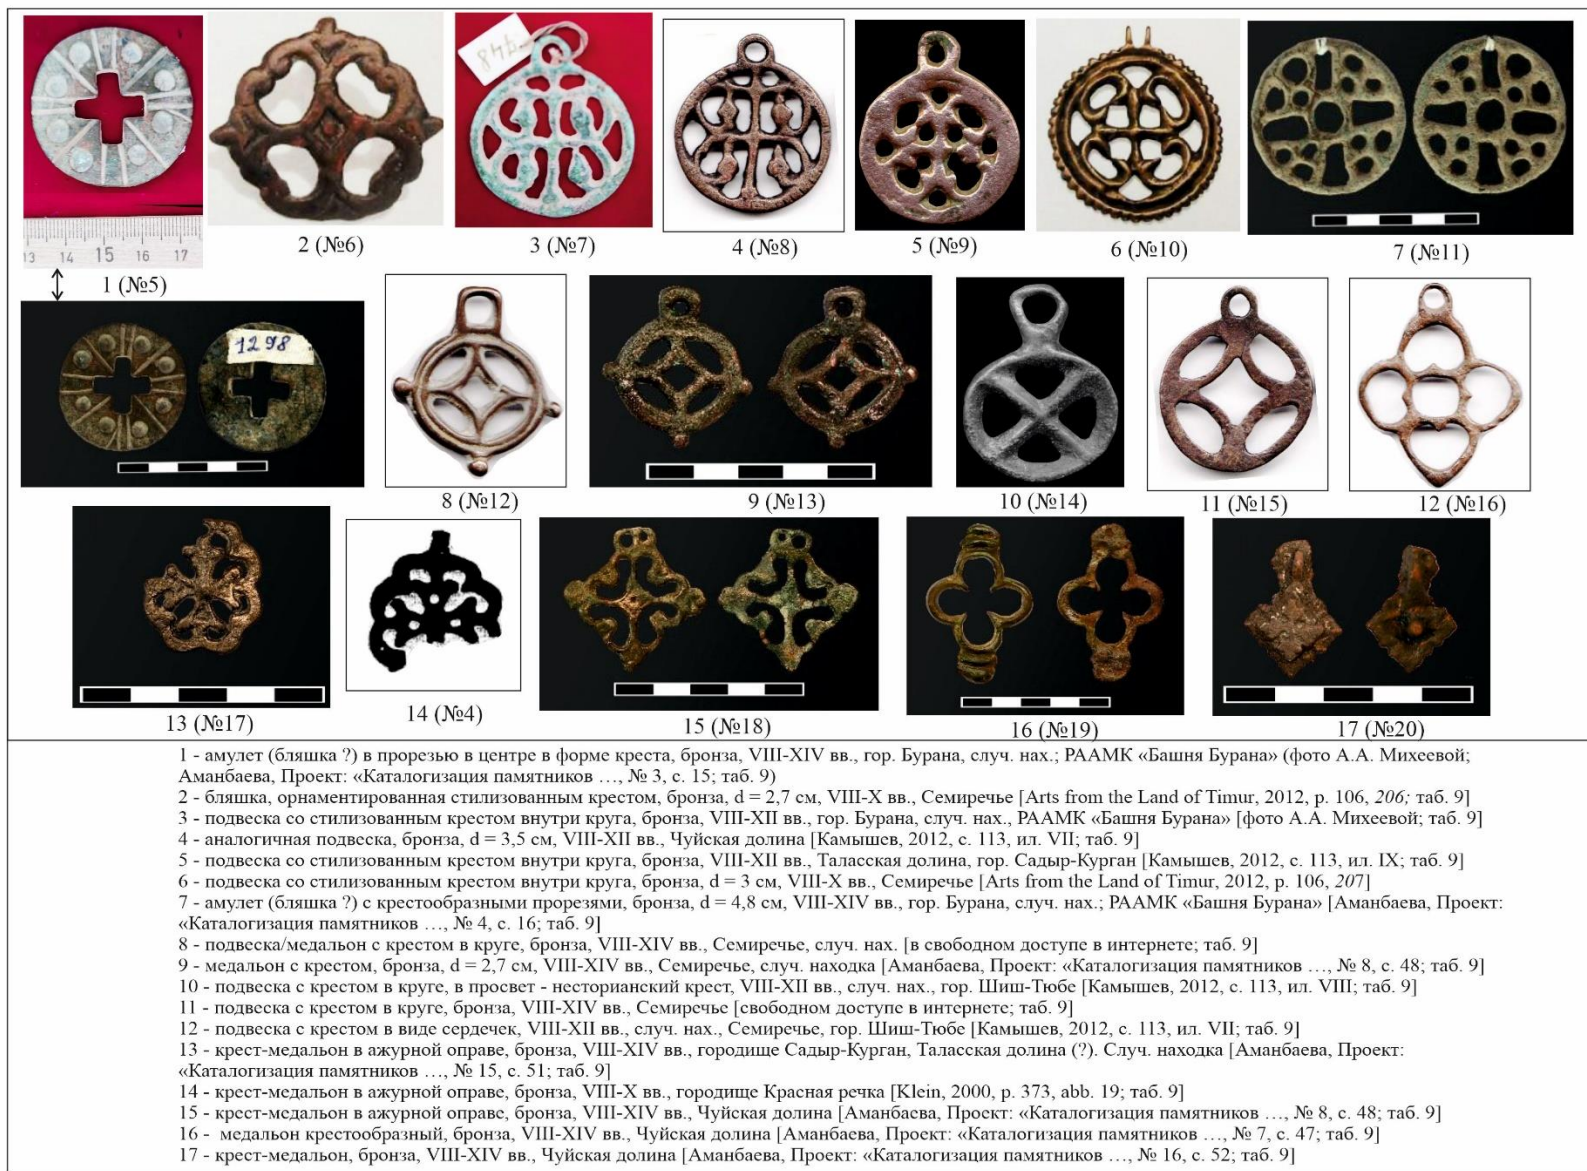 848
2 (№6)
3 (№7)
4 (№8)
5 (№9)
6 (№10)
7 (№11)
13 14 15 16 17
1 (№5)
1298
8 (№12)
9 (№13)
10 (№14)
11 (№15)
12 (№16)
13 (№17)
14 (№4)
15 (№18)
16 (№19)
17 (№20)
1 - амулет (бляшка ?) в прорезью в центре в форме креста, бронза, VIII-XIV вв., гор. Бурана, случ. нах.; РААМК «Башня Бурана» (фото А.А. Михеевой;
Аманбаева, Проект: «Каталогизация памятников ..., № 3, с. 15; таб. 9)
2 - бляшка, орнаментированная стилизованным крестом, бронза, d = 2,7 см, VIII-X вв., Семиречье [Arts from the Land of Timur, 2012, p. 106, 206; таб. 9]
3 - подвеска со стилизованным крестом внутри круга, бронза, VIII-XII вв., гор. Бурана, случ. нах., РААМК «Башня Бурана» [фото А.А. Михеевой; таб. 9]
4 - аналогичная подвеска, бронза, d = 3,5 см, VIII-XII вв., Чуйская долина [Камышев, 2012, с. 113, ил. VII; таб. 9]
5 - подвеска со стилизованным крестом внутри круга, бронза, VIII-XII вв., Таласская долина, гор. Садыр-Курган [Камышев, 2012, с. 113, ил. IX; таб. 9]
6 - подвеска со стилизованным крестом внутри круга, бронза, d = 3 см, VIII-X вв., Семиречье [Arts from the Land of Timur, 2012, p. 106, 207]
7 - амулет (бляшка ?) с крестообразными прорезями, бронза, d = 4,8 см, VIII-XIV вв., гор. Бурана, случ. нах.; РААМК «Башня Бурана» [Аманбаева, Проект:
«Каталогизация памятников ..., № 4, с. 16; таб. 9]
8 - подвеска/медальон с крестом в круге, бронза, VIII-XIV вв., Семиречье, случ. нах. [в свободном доступе в интернете; таб. 9]
9 - медальон с крестом, бронза, d = 2,7 см, VIII-XIV вв., Семиречье, случ. находка [Аманбаева, Проект: «Каталогизация памятников ..., № 8, с. 48; таб. 9]
10 - подвеска с крестом в круге, в просвет - несторианский крест, VIII-XII вв., случ. нах., гор. Шиш-Тюбе [Камышев, 2012, с. 113, ил. VIII; таб. 9]
11 - подвеска с крестом в круге, бронза, VIII-XIV вв., Семиречье [свободном доступе в интернете; таб. 9]
12 - подвеска с крестом в виде сердечек, VIII-XII вв., случ. нах., Семиречье, гор. Шиш-Тюбе [Камышев, 2012, с. 113, ил. VII; таб. 9]
13 - крест-медальон в ажурной оправе, бронза, VIII-XIV вв., городище Садыр-Курган, Таласская долина (?). Случ. находка [Аманбаева, Проект:
«Каталогизация памятников ..., № 15, с. 51; таб. 9]
14 - крест-медальон в ажурной оправе, бронза, VIII-X вв., городище Красная речка [Klein, 2000, p. 373, abb. 19; таб. 9]
15 - крест-медальон в ажурной оправе, бронза, VIII-XIV вв., Чуйская долина [Аманбаева, Проект: «Каталогизация памятников ..., № 8, с. 48; таб. 9]
16 - медальон крестообразный, бронза, VIII-XIV вв., Чуйская долина [Аманбаева, Проект: «Каталогизация памятников ..., № 7, с. 47; таб. 9]
17 - крест-медальон, бронза, VIII-XIV вв., Чуйская долина [Аманбаева, Проект: «Каталогизация памятников ..., № 16, с. 52; таб. 9]